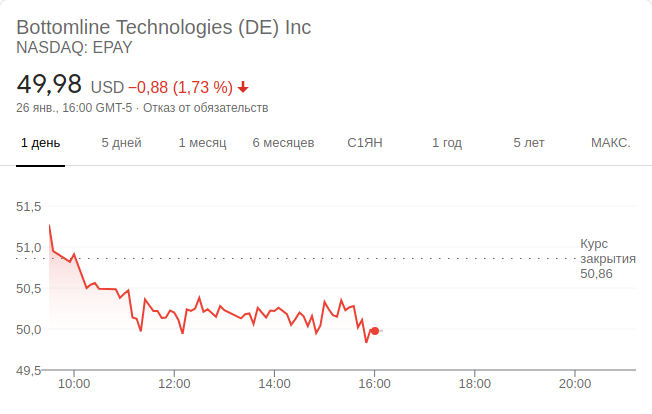 Bottomline Technologies (DE) Inc
NASDAQ: EPAY
49,98 USD −0,88 (1,73 %)
26 янв., 16:00 GMT-5 · Отказ от обязательств
1 день 5 дней 1 месяц 6 месяцев С1ЯН 1 год 5 лет МАКС.
51,5
51,0
50,5
50,0
49,5
Курс
закрытия
50,86
10:00 12:00 14:00 16:00 18:00 20:00